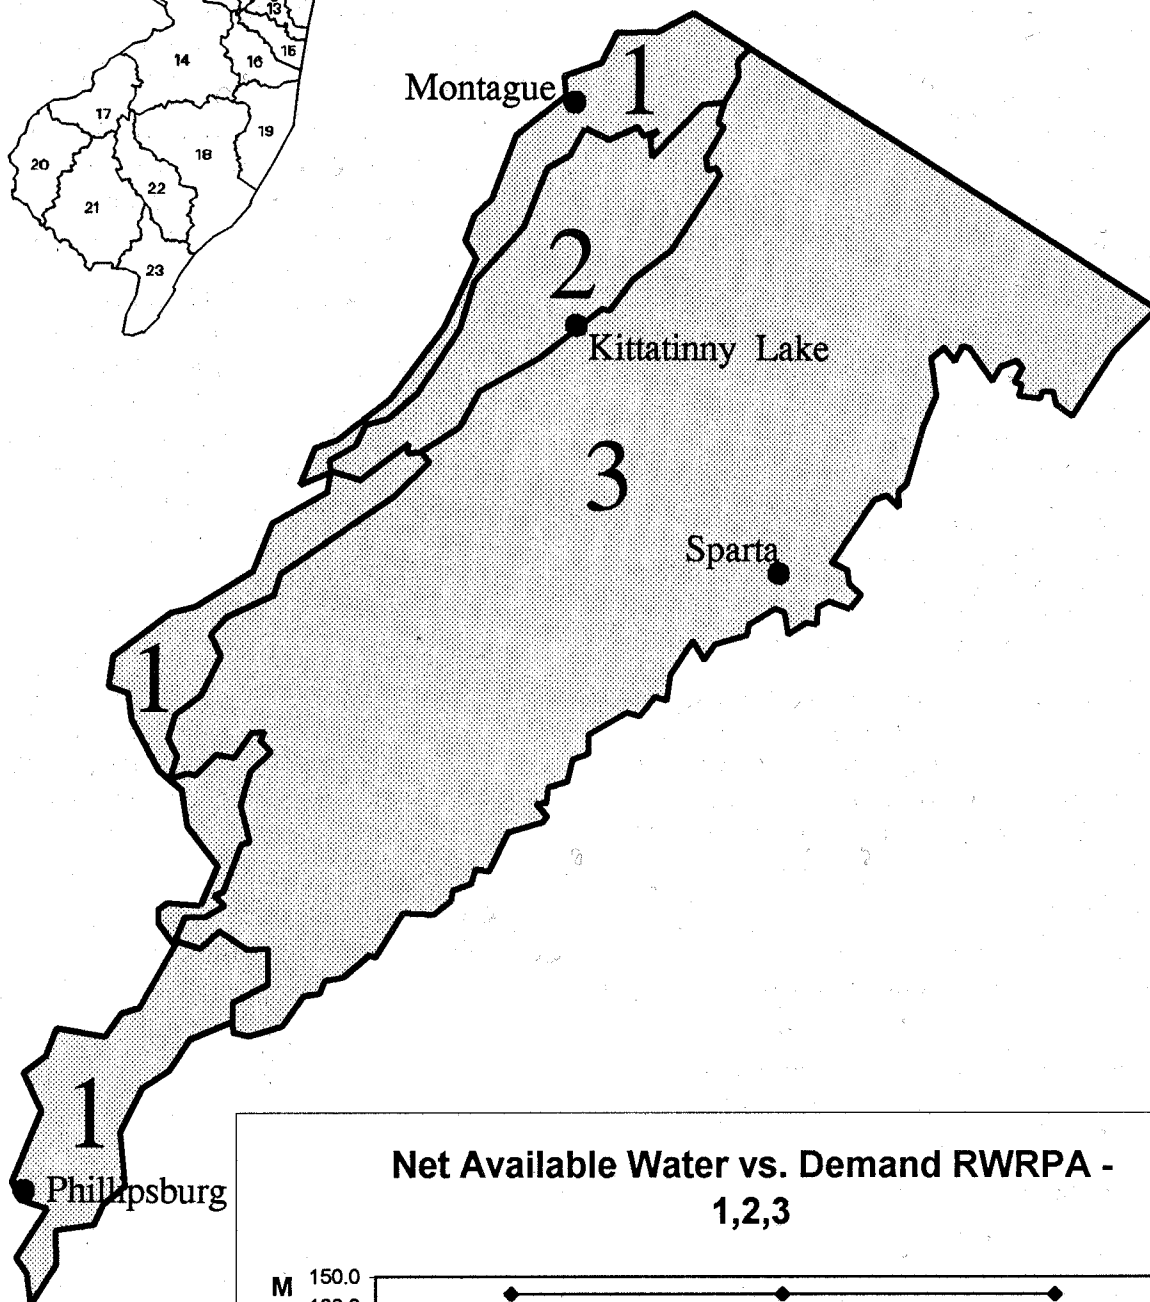 13
15
14
16
17
19
18
20
22
21
23
1
Montague
2
Kittatinny Lake
3
Sparta
1
1
Phillipsburg
Net Available Water vs. Demand RWRPA -
1,2,3
M 150.0